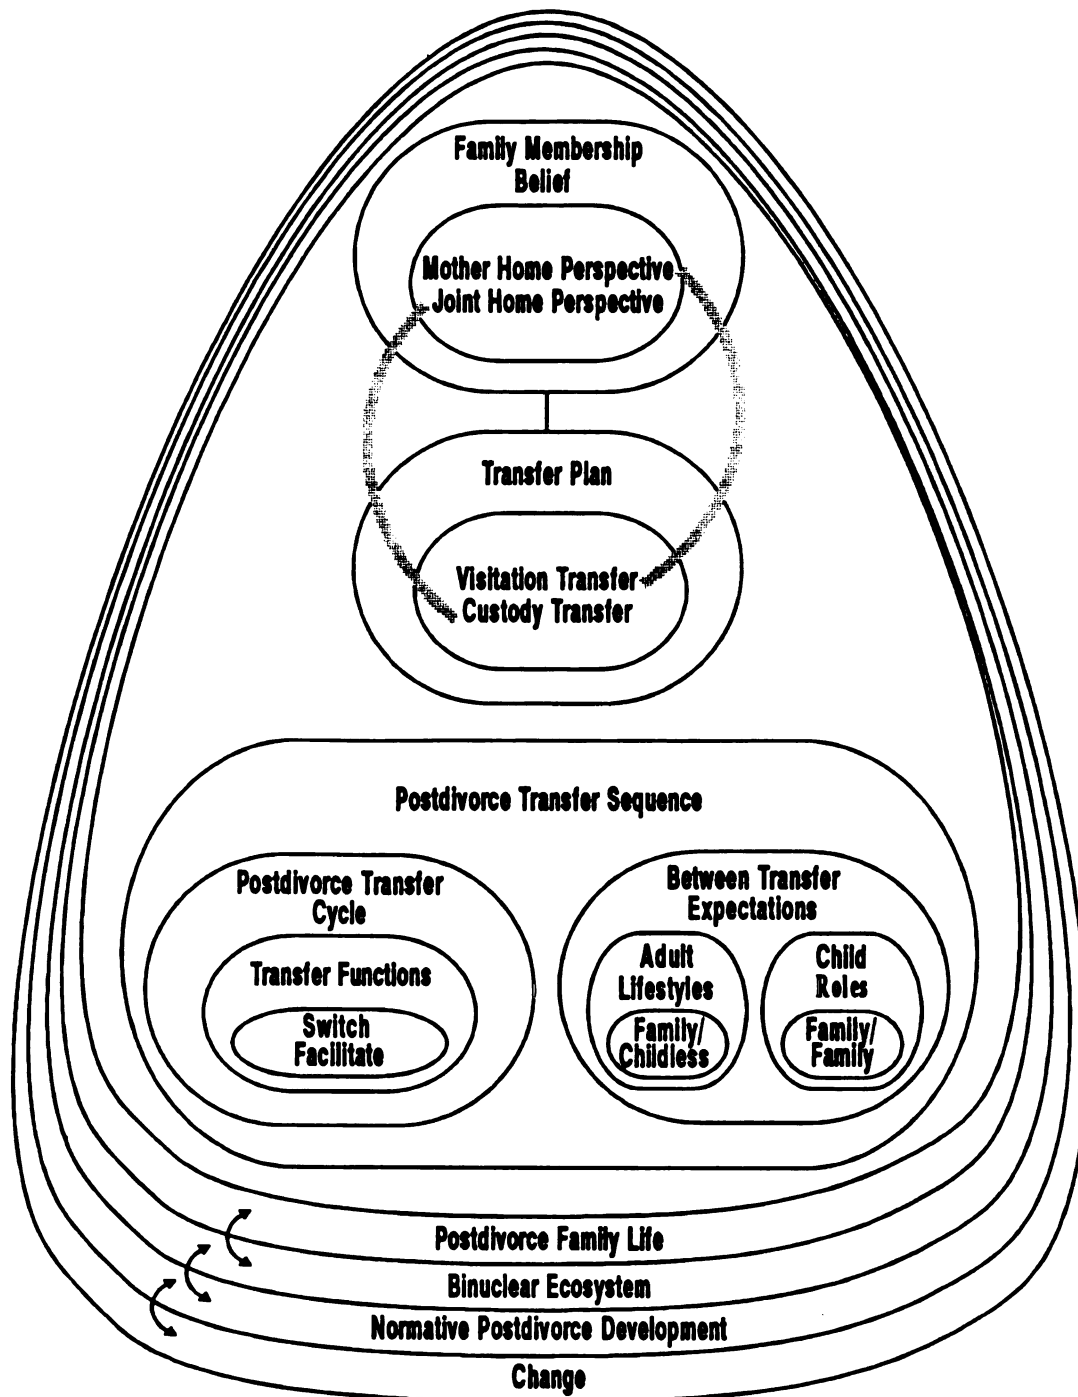 Family Membership
Belief
Mother Home Perspective
Joint Home Perspective
Transfer Plan
Visitation Transfer
Custody Transfer
Postdivorce Transfer Sequence
Postdivorce Transfer
Cycle
Transfer Functions
Switch
Facilitate
Between Transfer
Expectations
Adult
Lifestyles
Family/
Childless
Child
Roles
Family/
Family
Postdivorce Family Life
Binuclear Ecosystem
Normative Postdivorce Development
Change